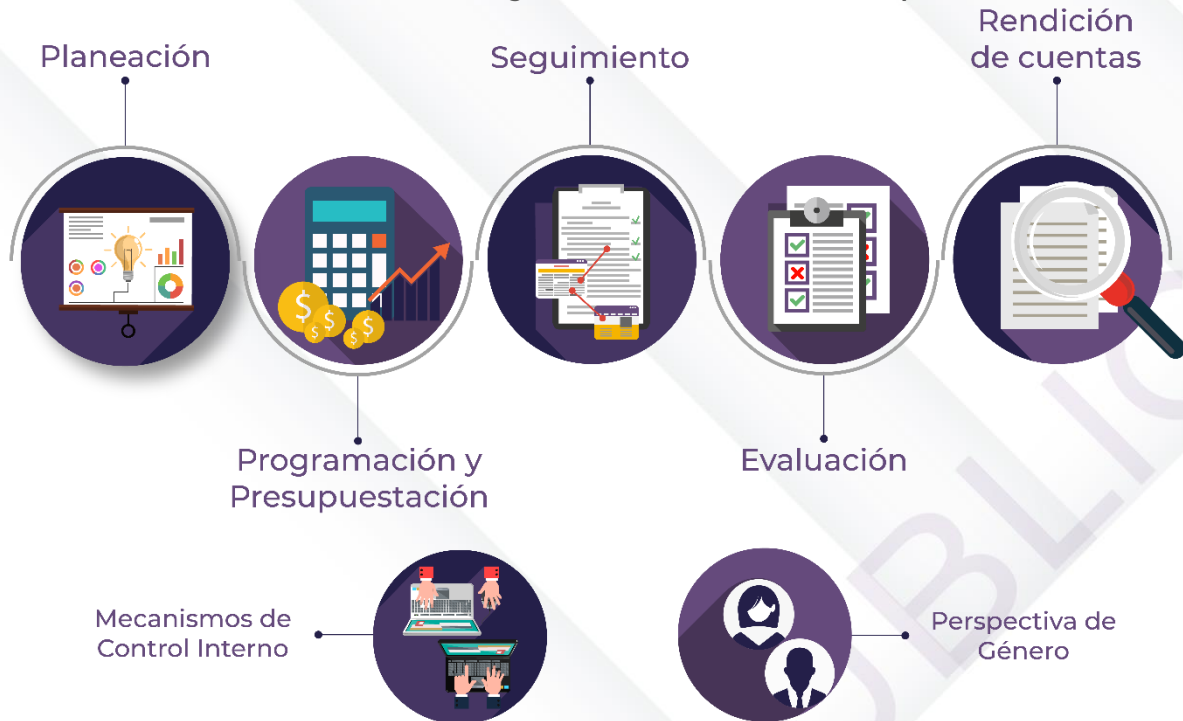 Planeación
Seguimiento
Rendición
de cuentas
Programación y
Presupuestación
Evaluación
Mecanismos de
Control Interno
Perspectiva de
Género